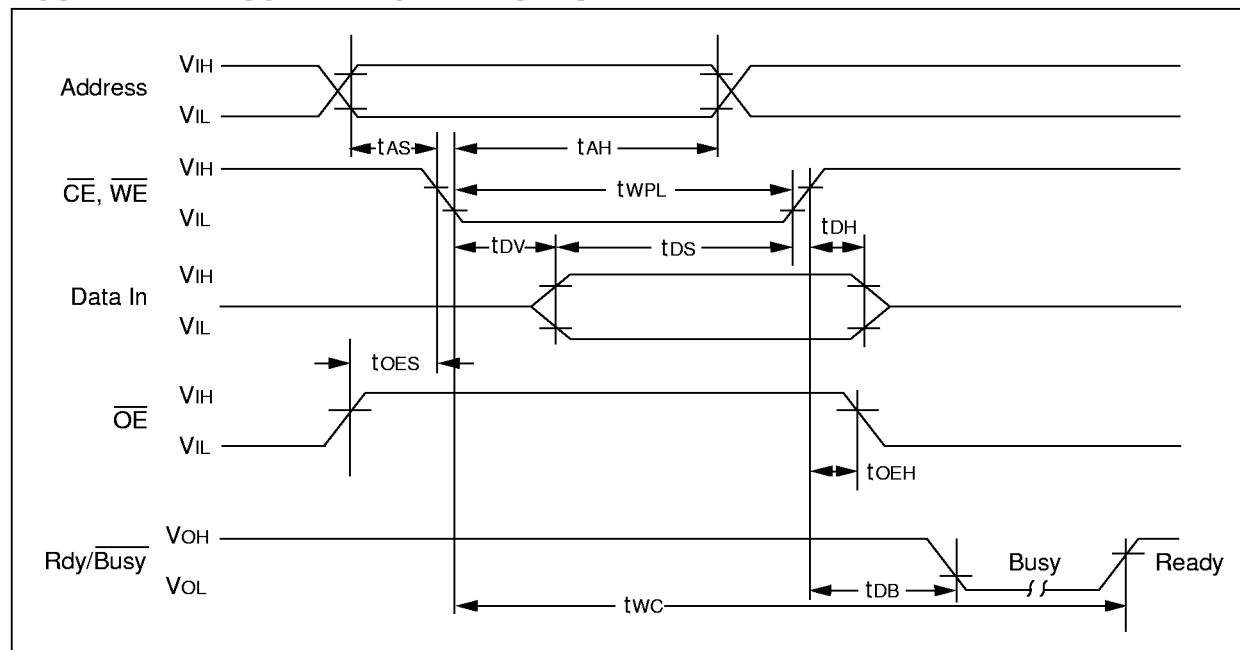 Address
VIH
VIL
tAS
tAH
CE, WE
VIH
VIL
tWPL
tDV
tDS
tDH
Data In
VIH
VIL
tOES
OE
VIH
VIL
tOEH
Rdy/Busy
VOH
VOL
Busy
Ready
tDB
tWC